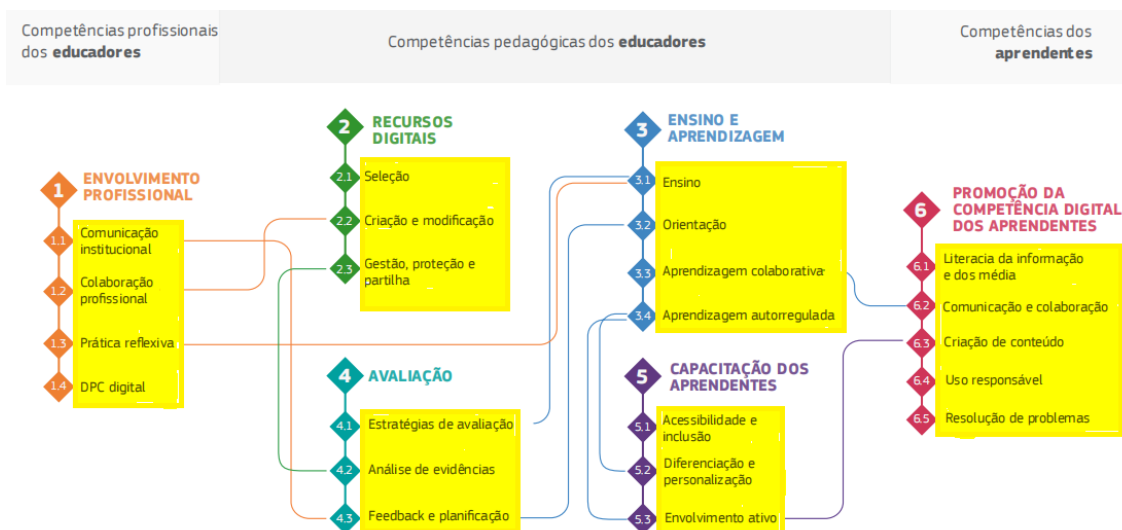 Competências profissionais
dos educadores
Competências pedagógicas dos educadores
Competências dos
aprendentes
1
ENVOLVIMENTO
PROFISSIONAL
1.1
Comunicação
institucional
1.2
Colaboração
profissional
1.3
Prática reflexiva
1.4
DPC digital
2
RECURSOS
DIGITAIS
2.1
Seleção
2.2
Criação e modificação
2.3
Gestão, proteção e
partilha
3
ENSINO E
APRENDIZAGEM
3.1
Ensino
3.2
Orientação
3.3
Aprendizagem colaborativa
3.4
Aprendizagem autorregulada
4
AVALIAÇÃO
4.1
Estratégias de avaliação
4.2
Análise de evidências
4.3
Feedback e planificação
5
CAPACITAÇÃO DOS
APRENDENTES
5.1
Acessibilidade e
inclusão
5.2
Diferenciação e
personalização
5.3
Envolvimento ativo
6
PROMOÇÃO DA
COMPETÊNCIA DIGITAL
DOS APRENDENTES
6.1
Literacia da informação
e dos média
6.2
Comunicação e colaboração
6.3
Criação de conteúdo
6.4
Uso responsável
6.5
Resolução de problemas